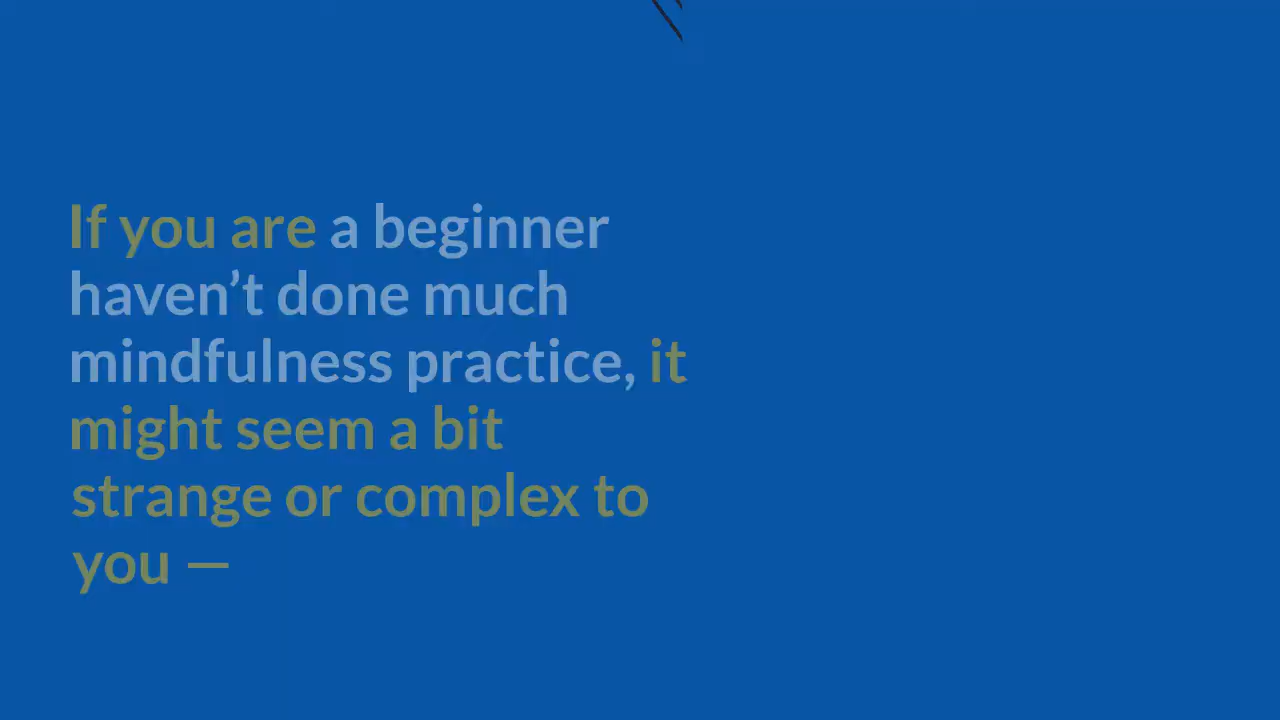 If you are a beginner
haven’t done much
mindfulness practice, it
might seem a bit
strange or complex to
you —